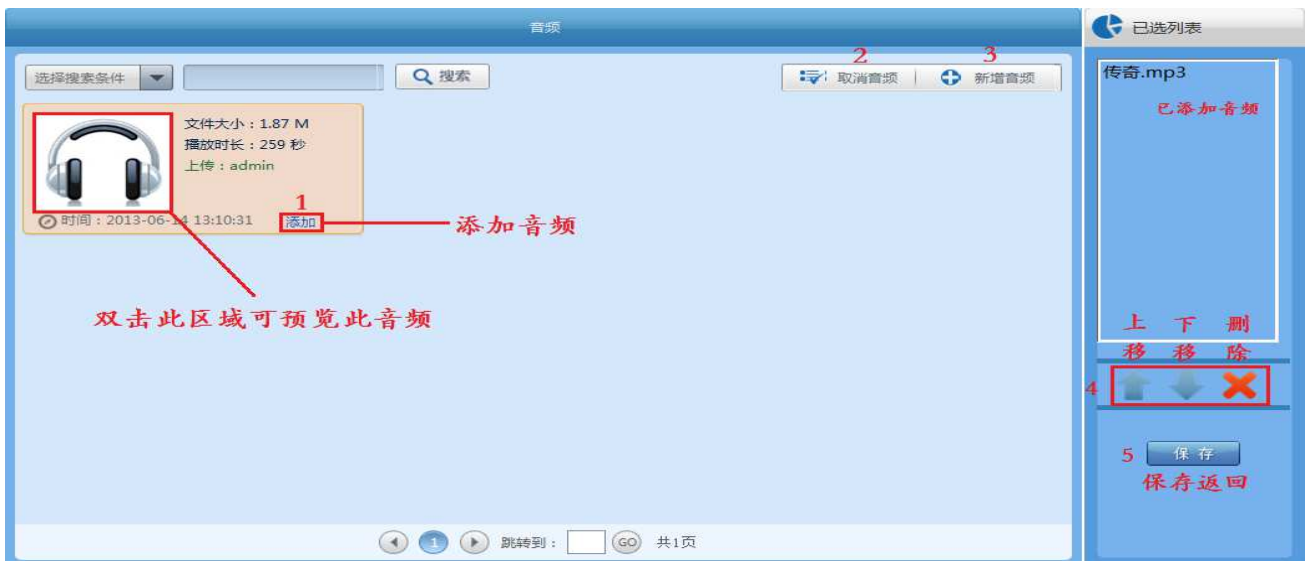 音频
已选列表
选择搜素条件
搜索
2
取消音频
3
新增音频
传奇.mp3
已添加音频
文件大小：1.87 M
播放时长：259 秒
上传：admin
1
时间：2013-06-14 13:10:31
添加
添加音频
双击此区域可预览此音频
上移
下移
删除
4
5
保 存
保存返回
1
跳转到：
GO
共1页